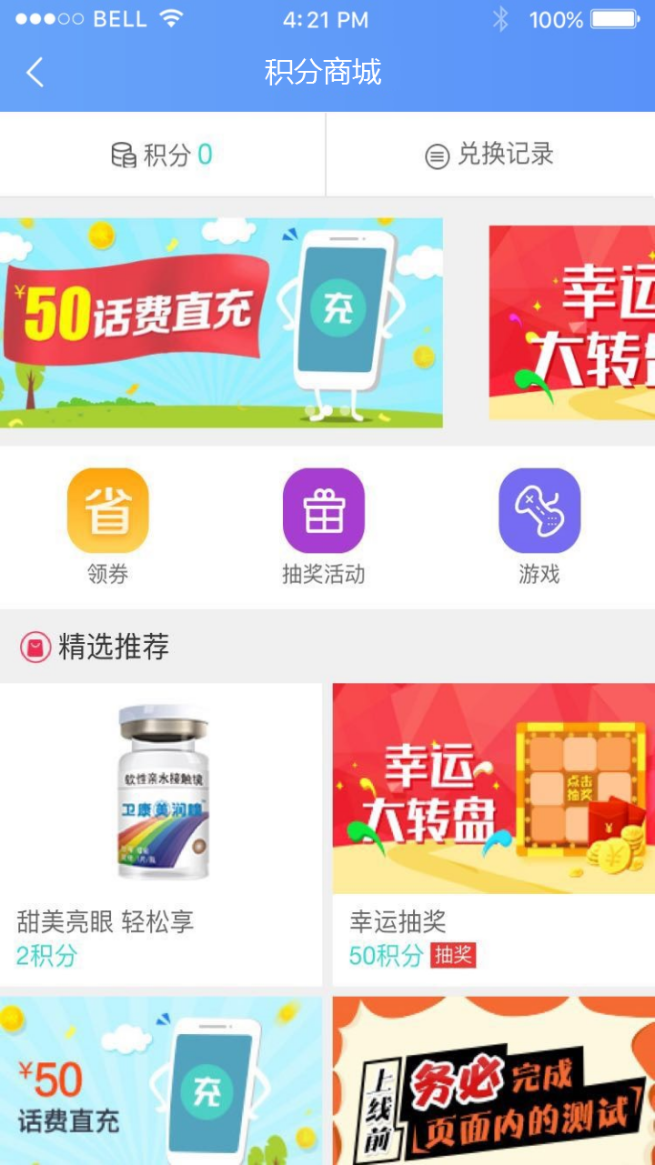 BELL 4:21 PM 100%
积分商城
积分 0 兑换记录
¥50话费直充
充
幸运
大转盘
省
领券 抽奖活动 游戏
精选推荐
软性亲水接触镜
卫康美润瞳
幸运
大转盘
点击
抽奖
甜美亮眼 轻松享
2积分
幸运抽奖
50积分 抽奖
¥50
话费直充
充
上线前
务必完成
页面内的测试